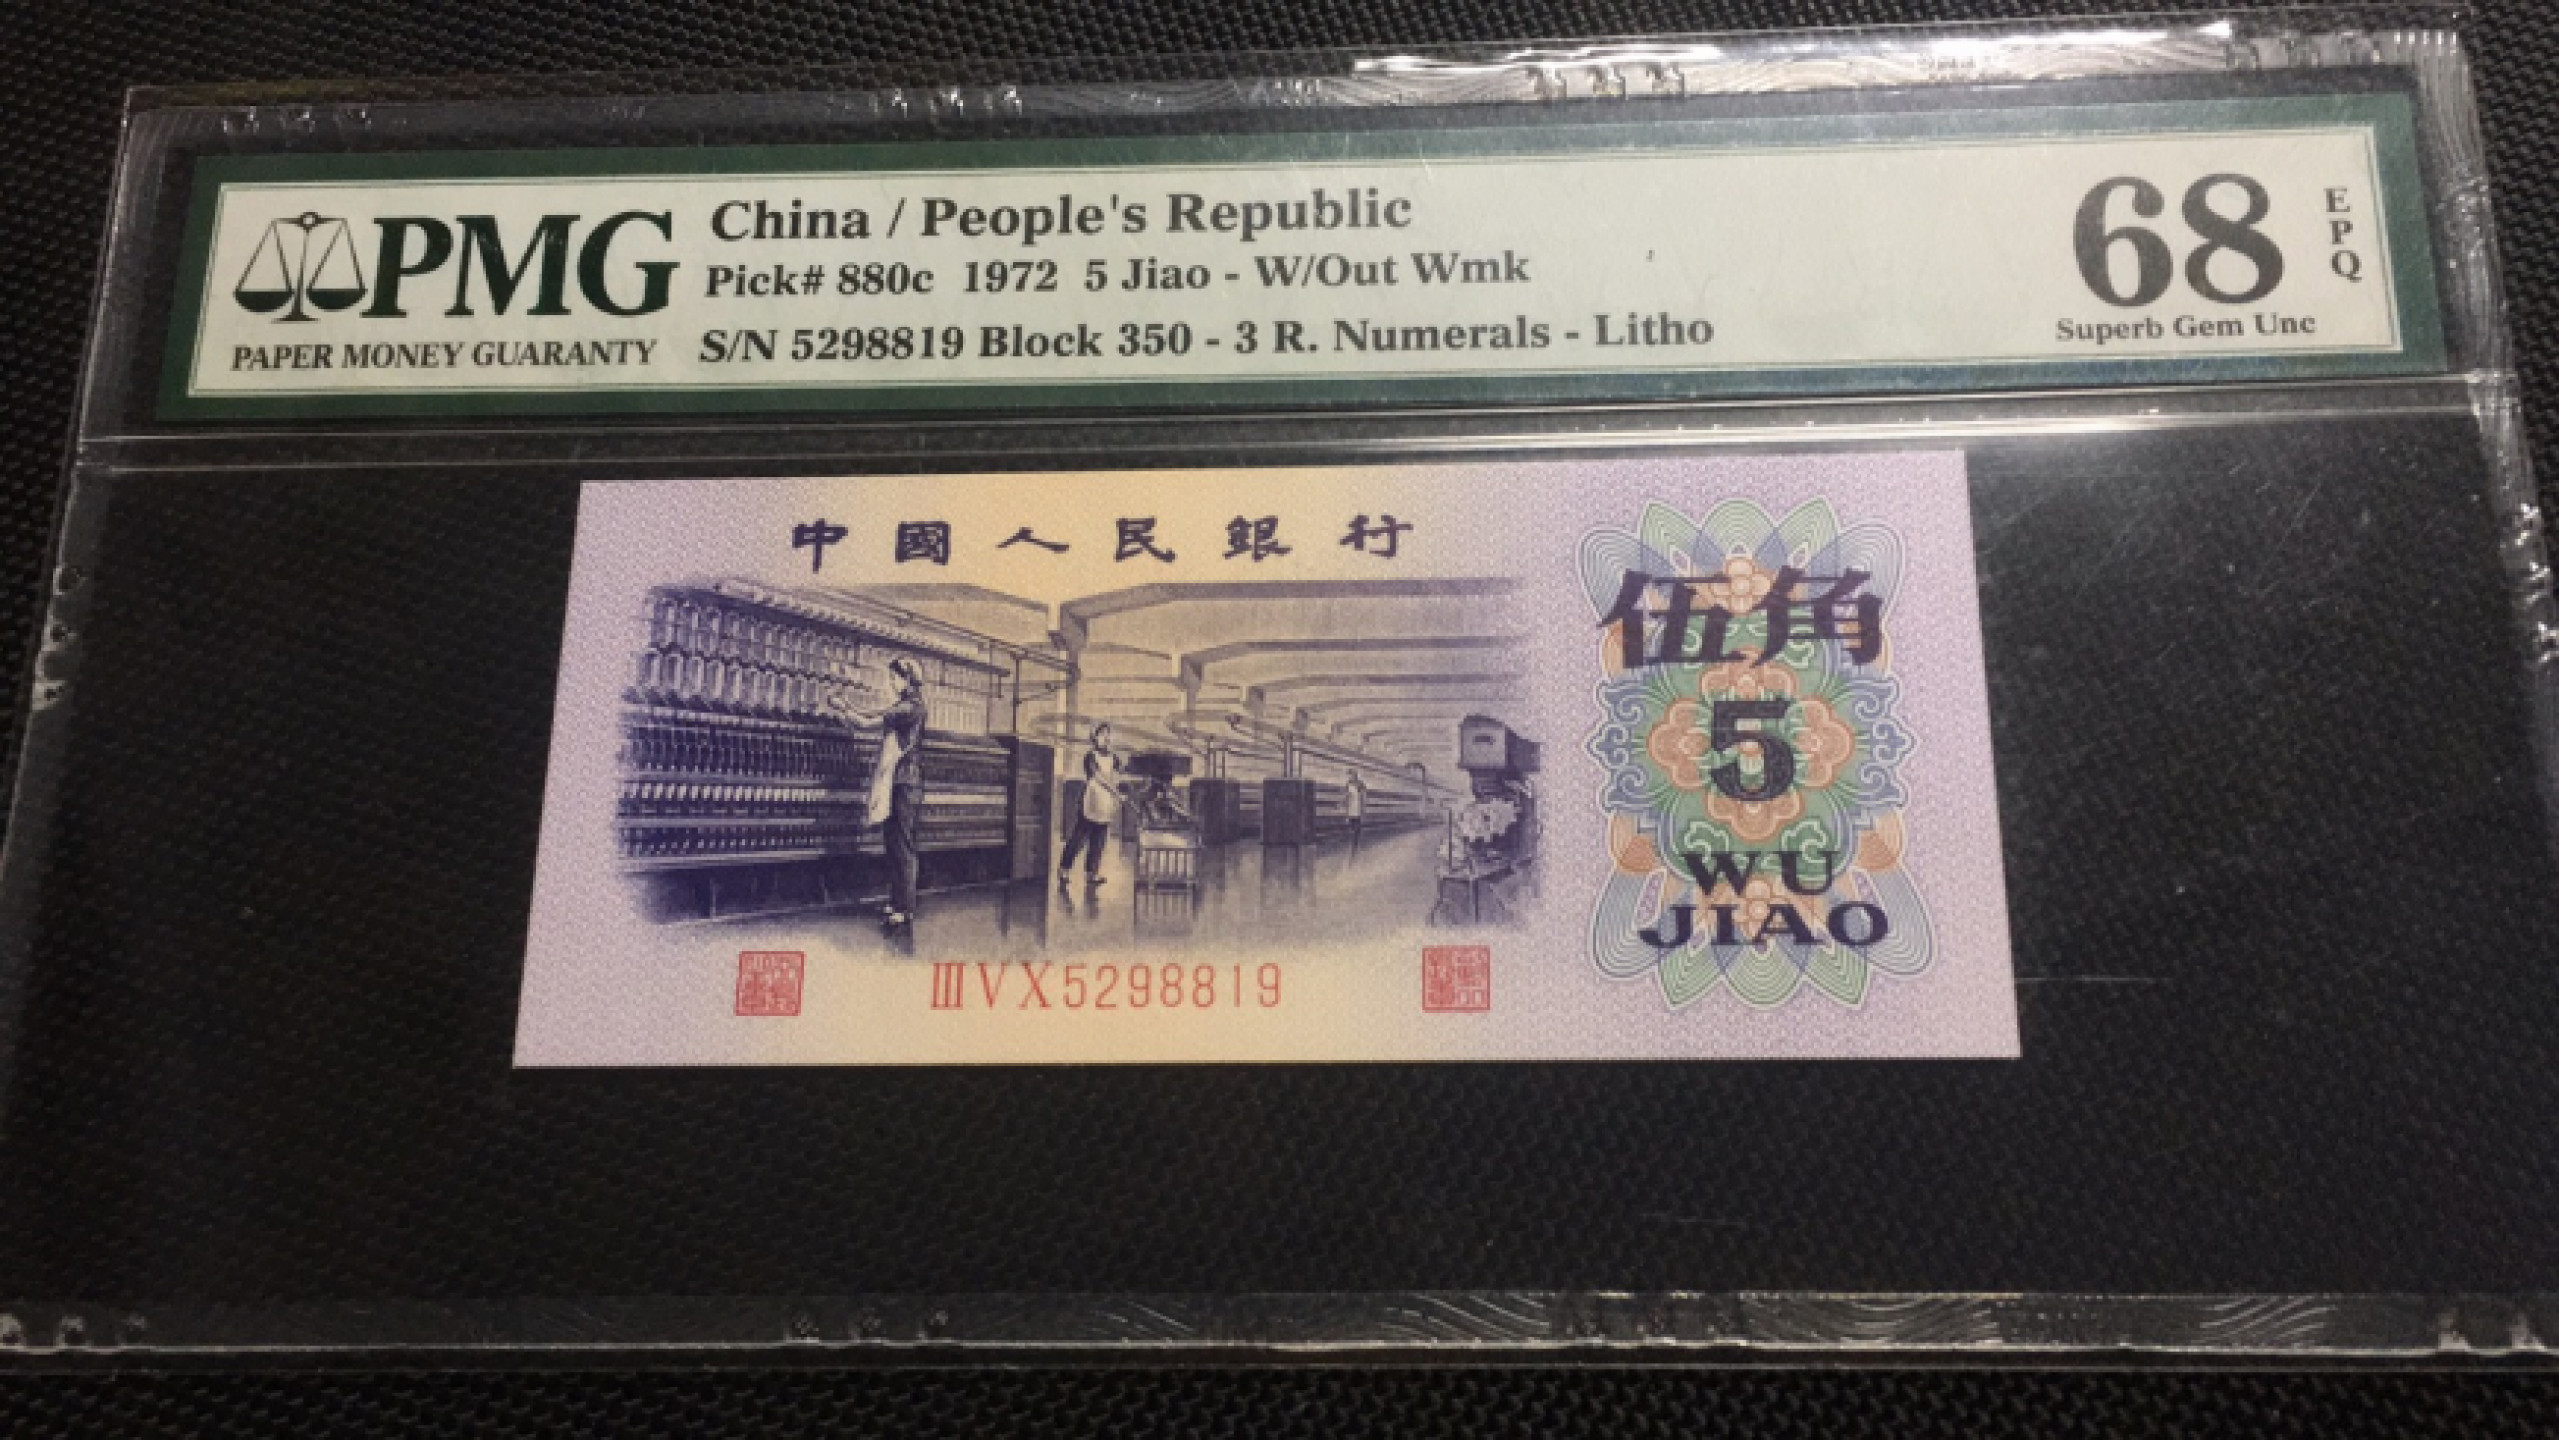 PMG
PAPER MONEY GUARANTY
China / People's Republic
Pick# 880c 1972 5 Jiao - W/Out Wmk
S/N 5298819 Block 350 - 3 R. Numerals - Litho
68
EPQ
Superb Gem Unc
中國人民銀行
伍角
5
WU
JIAO
ⅢⅤⅩ5298819